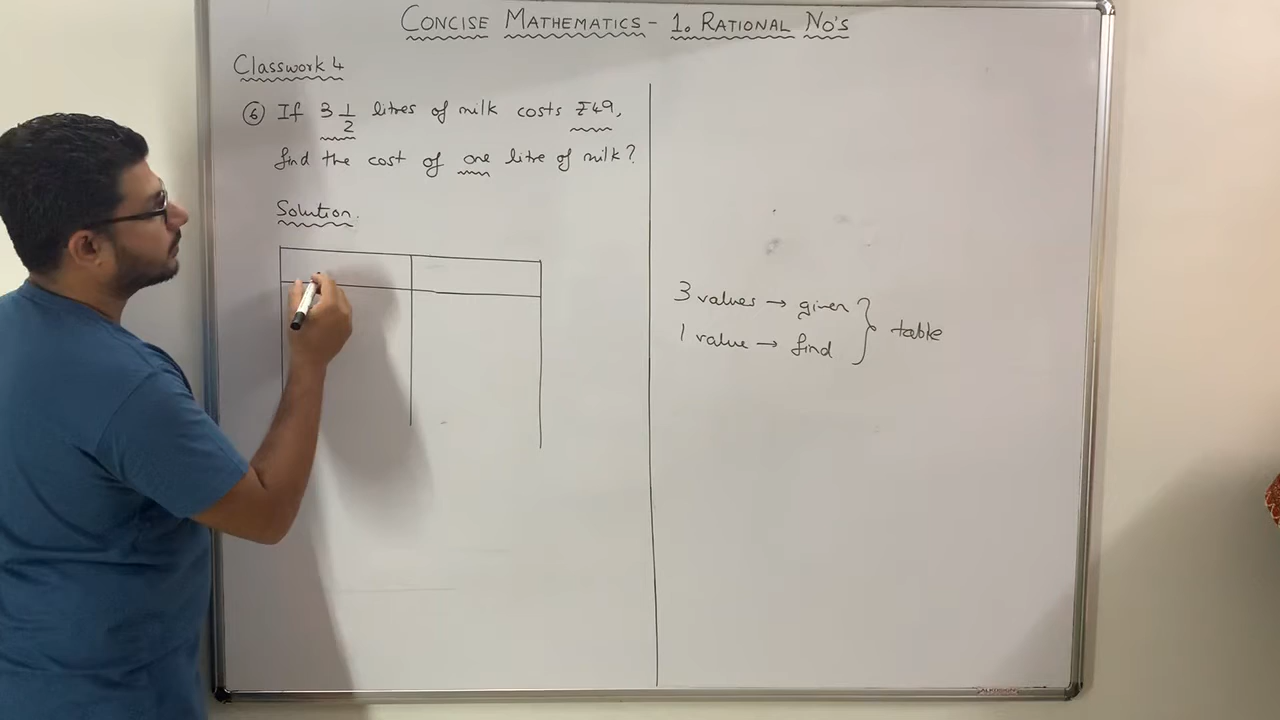 CONCISE MATHEMATICS - 1. RATIONAL NO'S
Classwork 4
⑥ If 3 1/2 litres of milk costs ₹49,
find the cost of one litre of milk?
Solution.
3 values → given
1 value → find
} table